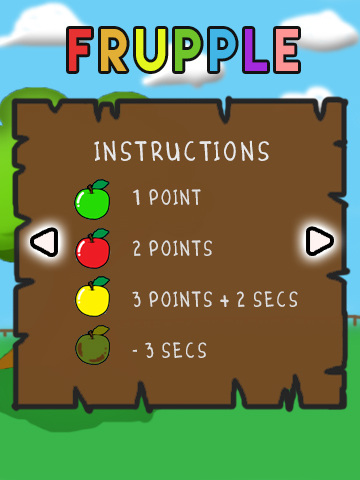 FRUPPLE
INSTRUCTIONS
1 POINT
2 POINTS
3 POINTS + 2 SECS
- 3 SECS